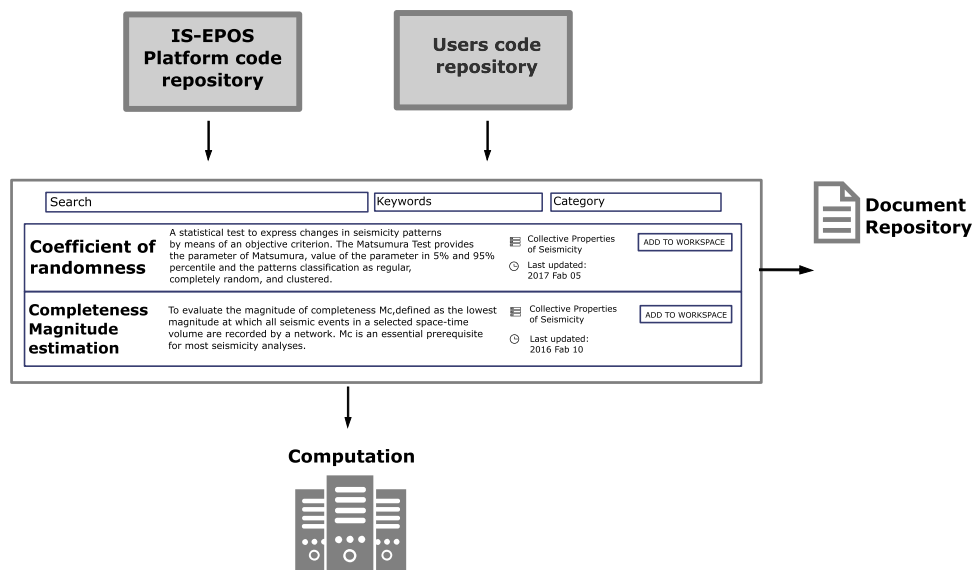 IS-EPOS
Platform code
repository
Users code
repository
Search
Keywords
Category
Coefficient of
randomness
A statistical test to express changes in seismicity patterns
by means of an objective criterion. The Matsumura Test provides
the parameter of Matsumura, value of the parameter in 5% and 95%
percentile and the patterns classification as regular,
completely random, and clustered.
Collective Properties
of Seismicity
Last updated:
2017 Fab 05
ADD TO WORKSPACE
Completeness
Magnitude
estimation
To evaluate the magnitude of completeness Mc,defined as the lowest
magnitude at which all seismic events in a selected space-time
volume are recorded by a network. Mc is an essential prerequisite
for most seismicity analyses.
Collective Properties
of Seismicity
Last updated:
2016 Fab 10
ADD TO WORKSPACE
Document
Repository
Computation